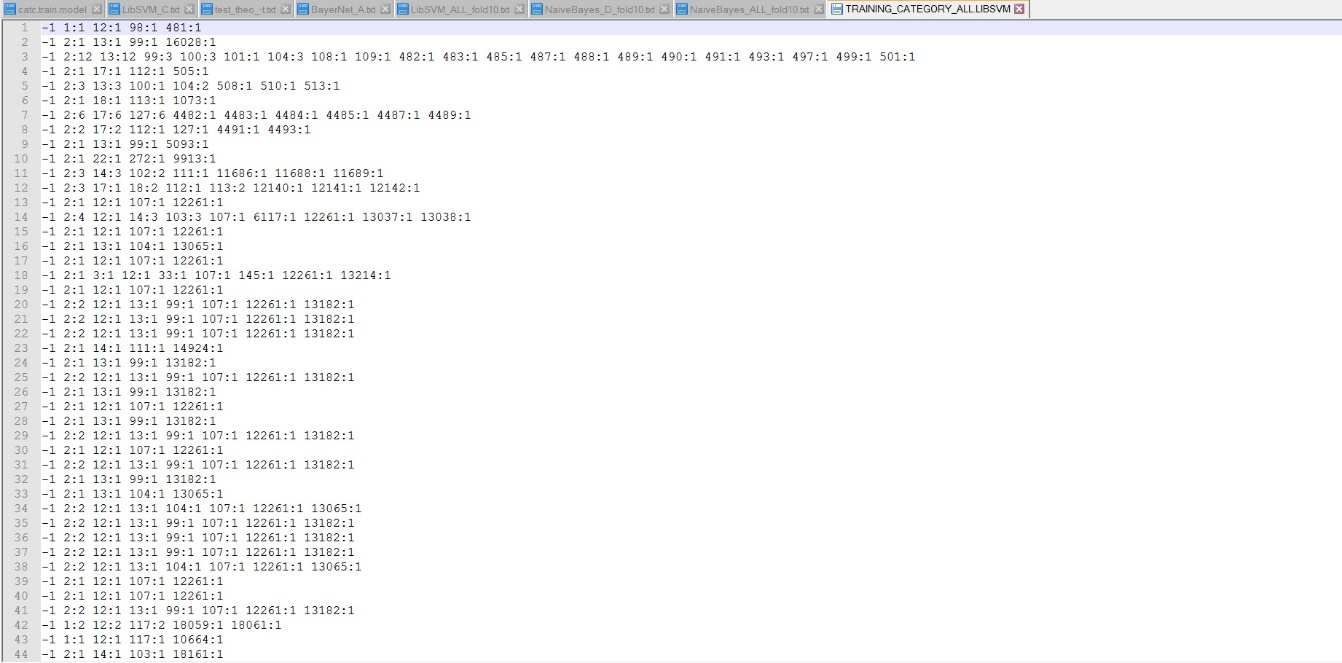 catc.train.model LibSVM_C.txt test_theo_-t.txt BayerNet_A.txt LibSVM_ALL_fold10.txt NaiveBayes_D_fold10.txt NaiveBayes_ALL_fold10.txt TRAINING_CATEGORY_ALL.LIBSVM
1 -1 1:1 12:1 98:1 481:1
2 -1 2:1 13:1 99:1 16028:1
3 -1 2:12 13:12 99:3 100:3 101:1 104:3 108:1 109:1 482:1 483:1 485:1 487:1 488:1 489:1 490:1 491:1 493:1 497:1 499:1 501:1
4 -1 2:1 17:1 112:1 505:1
5 -1 2:3 13:3 100:1 104:2 508:1 510:1 513:1
6 -1 2:1 18:1 113:1 1073:1
7 -1 2:6 17:6 127:6 4482:1 4483:1 4484:1 4485:1 4487:1 4489:1
8 -1 2:2 17:2 112:1 127:1 4491:1 4493:1
9 -1 2:1 13:1 99:1 5093:1
10 -1 2:1 22:1 272:1 9913:1
11 -1 2:3 14:3 102:2 111:1 11686:1 11688:1 11689:1
12 -1 2:3 17:1 18:2 112:1 113:2 12140:1 12141:1 12142:1
13 -1 2:1 12:1 107:1 12261:1
14 -1 2:4 12:1 14:3 103:3 107:1 6117:1 12261:1 13037:1 13038:1
15 -1 2:1 12:1 107:1 12261:1
16 -1 2:1 13:1 104:1 13065:1
17 -1 2:1 12:1 107:1 12261:1
18 -1 2:1 3:1 12:1 33:1 107:1 145:1 12261:1 13214:1
19 -1 2:1 12:1 107:1 12261:1
20 -1 2:2 12:1 13:1 99:1 107:1 12261:1 13182:1
21 -1 2:2 12:1 13:1 99:1 107:1 12261:1 13182:1
22 -1 2:2 12:1 13:1 99:1 107:1 12261:1 13182:1
23 -1 2:1 14:1 111:1 14924:1
24 -1 2:1 13:1 99:1 13182:1
25 -1 2:2 12:1 13:1 99:1 107:1 12261:1 13182:1
26 -1 2:1 13:1 99:1 13182:1
27 -1 2:1 12:1 107:1 12261:1
28 -1 2:1 13:1 99:1 13182:1
29 -1 2:2 12:1 13:1 99:1 107:1 12261:1 13182:1
30 -1 2:1 12:1 107:1 12261:1
31 -1 2:2 12:1 13:1 99:1 107:1 12261:1 13182:1
32 -1 2:1 13:1 99:1 13182:1
33 -1 2:1 13:1 104:1 13065:1
34 -1 2:2 12:1 13:1 104:1 107:1 12261:1 13065:1
35 -1 2:2 12:1 13:1 99:1 107:1 12261:1 13182:1
36 -1 2:2 12:1 13:1 99:1 107:1 12261:1 13182:1
37 -1 2:2 12:1 13:1 99:1 107:1 12261:1 13182:1
38 -1 2:2 12:1 13:1 104:1 107:1 12261:1 13065:1
39 -1 2:1 12:1 107:1 12261:1
40 -1 2:1 12:1 107:1 12261:1
41 -1 2:2 12:1 13:1 99:1 107:1 12261:1 13182:1
42 -1 1:2 12:2 117:2 18059:1 18061:1
43 -1 1:1 12:1 117:1 10664:1
44 -1 2:1 14:1 103:1 18161:1